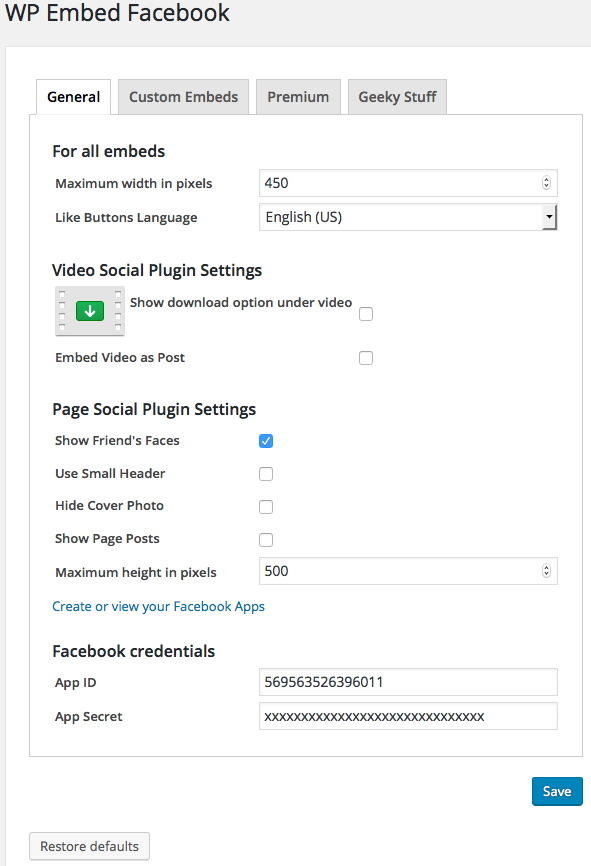 WP Embed Facebook
General Custom Embeds Premium Geeky Stuff
For all embeds
Maximum width in pixels 450
Like Buttons Language English (US)
Video Social Plugin Settings
Show download option under video
Embed Video as Post
Page Social Plugin Settings
Show Friend's Faces
Use Small Header
Hide Cover Photo
Show Page Posts
Maximum height in pixels 500
Create or view your Facebook Apps
Facebook credentials
App ID 569563526396011
App Secret xxxxxxxxxxxxxxxxxxxxxxxxxxxxxx
Save
Restore defaults